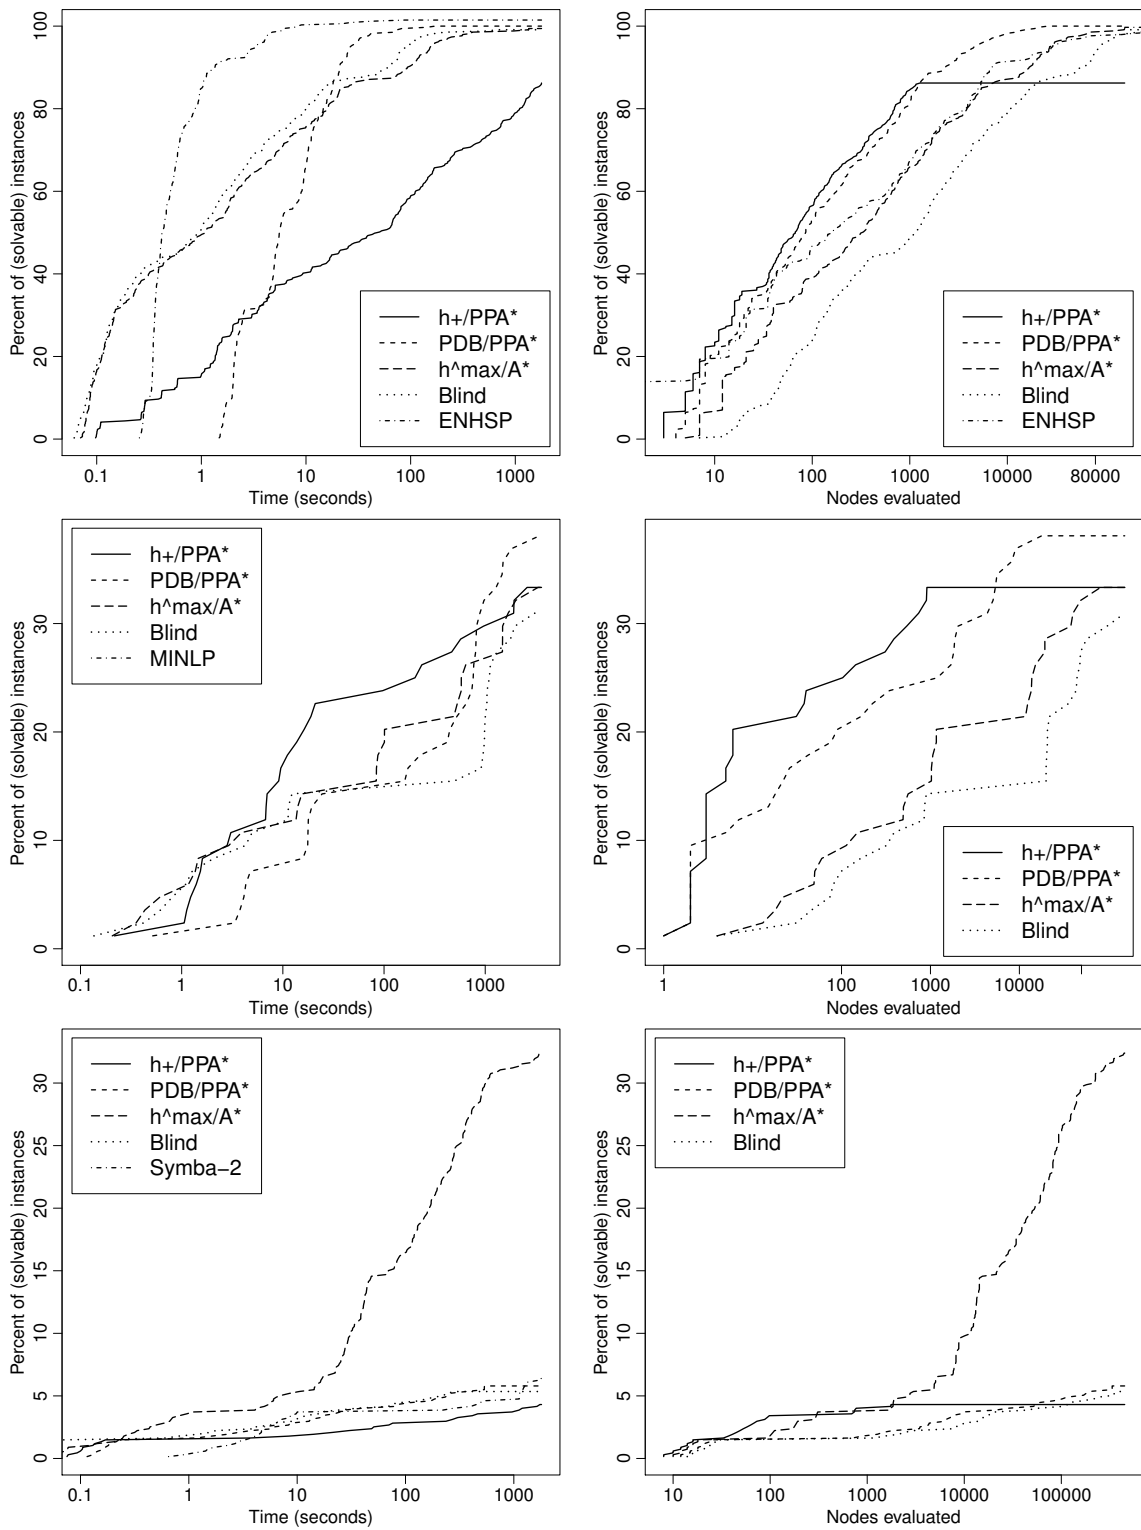 Percent of (solvable) instances
100
80
60
40
20
0
h+/PPA*
PDB/PPA*
h^max/A*
Blind
ENHSP
0.1 1 10 100 1000
Time (seconds)
Percent of (solvable) instances
100
80
60
40
20
0
h+/PPA*
PDB/PPA*
h^max/A*
Blind
ENHSP
10 100 1000 10000 80000
Nodes evaluated
Percent of (solvable) instances
30
20
10
0
h+/PPA*
PDB/PPA*
h^max/A*
Blind
MINLP
0.1 1 10 100 1000
Time (seconds)
Percent of (solvable) instances
30
20
10
0
h+/PPA*
PDB/PPA*
h^max/A*
Blind
1 100 1000 10000
Nodes evaluated
Percent of (solvable) instances
30
25
20
15
10
5
0
h+/PPA*
PDB/PPA*
h^max/A*
Blind
Symba−2
0.1 1 10 100 1000
Time (seconds)
Percent of (solvable) instances
30
25
20
15
10
5
0
h+/PPA*
PDB/PPA*
h^max/A*
Blind
10 100 1000 10000 100000
Nodes evaluated